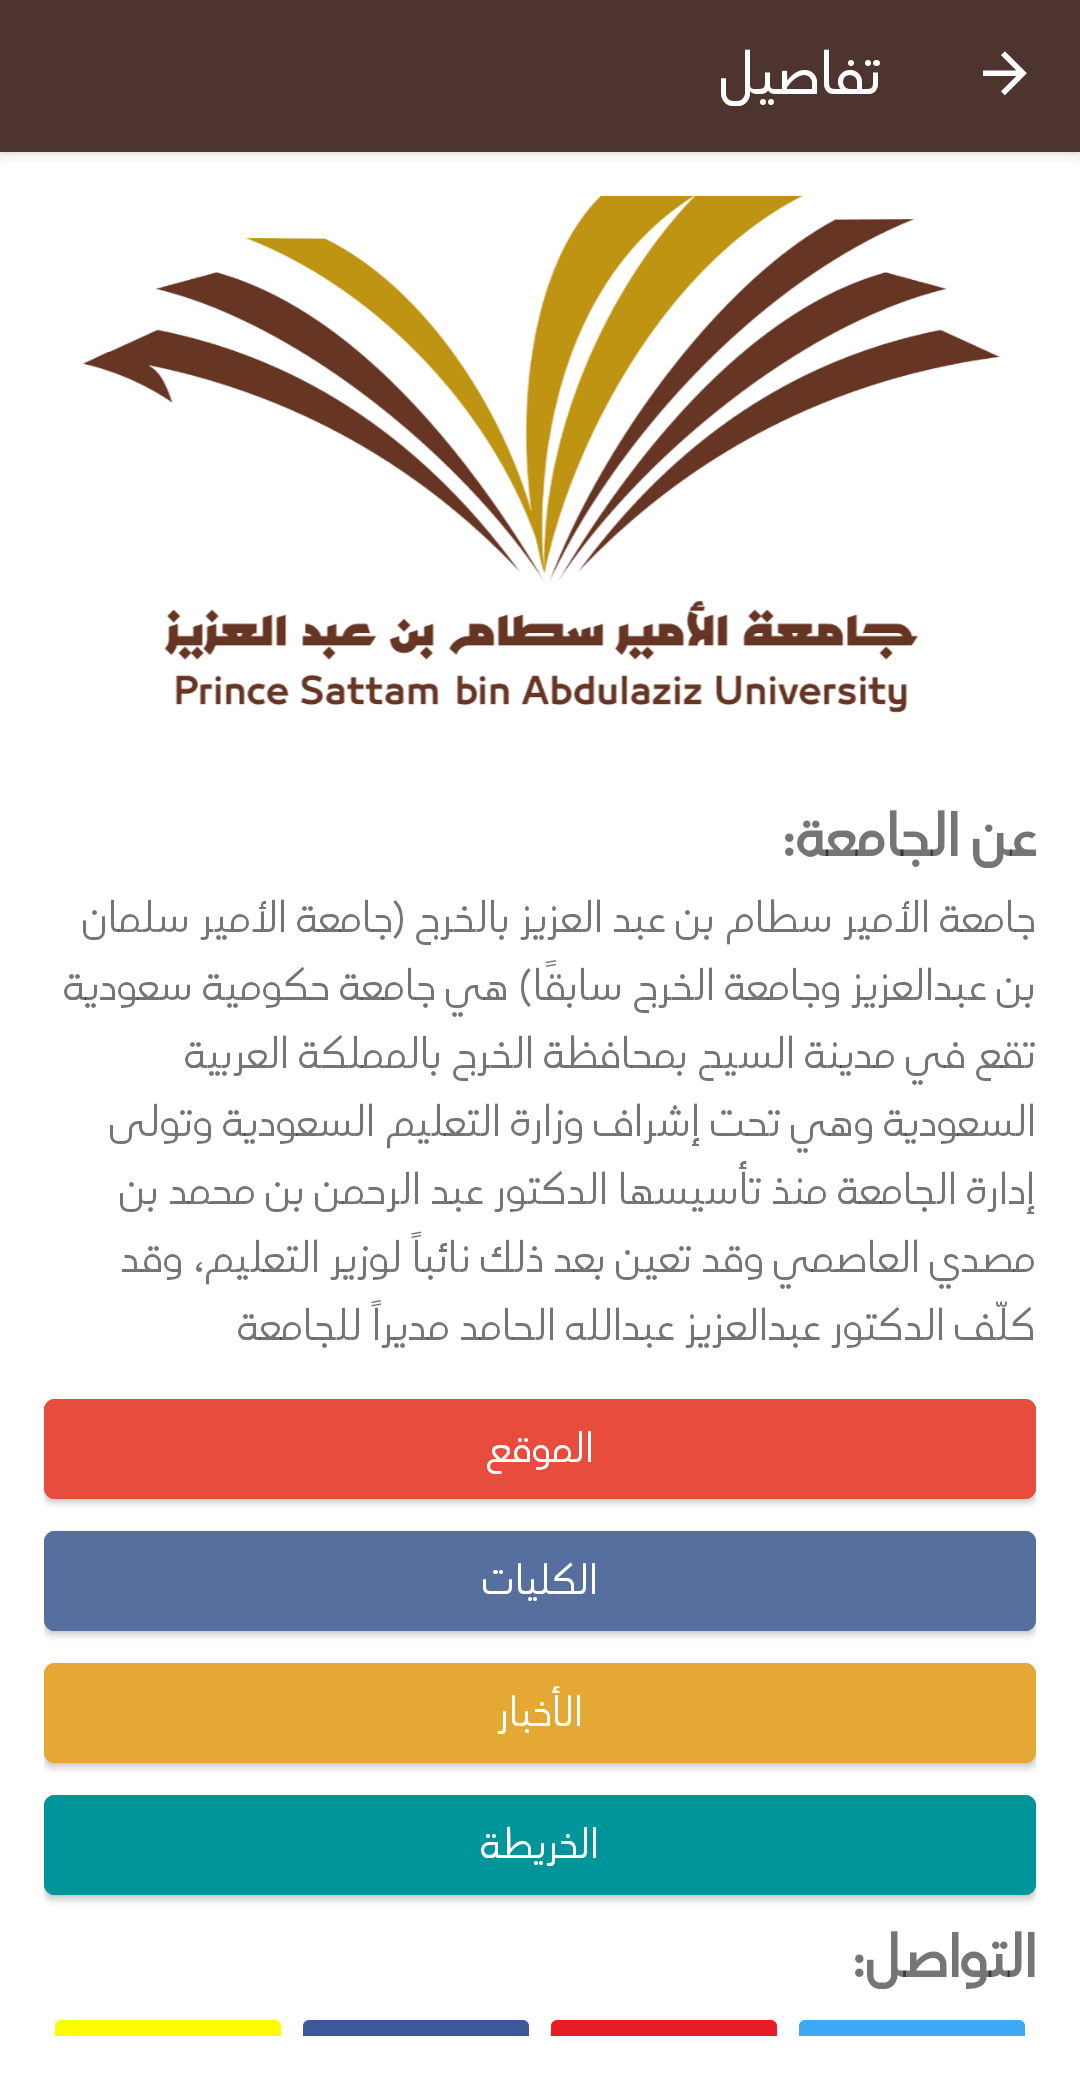 تفاصيل
جامعة الأمير سطام بن عبد العزيز
Prince Sattam bin Abdulaziz University
عن الجامعة:
جامعة الأمير سطام بن عبد العزيز بالخرج (جامعة الأمير سلمان
بن عبدالعزيز وجامعة الخرج سابقًا) هي جامعة حكومية سعودية
تقع في مدينة السيح بمحافظة الخرج بالمملكة العربية
السعودية وهي تحت إشراف وزارة التعليم السعودية وتولى
إدارة الجامعة منذ تأسيسها الدكتور عبد الرحمن بن محمد بن
مصدي العاصمي وقد تعين بعد ذلك نائباً لوزير التعليم، وقد
كلّف الدكتور عبدالعزيز عبدالله الحامد مديراً للجامعة
الموقع
الكليات
الأخبار
الخريطة
التواصل: